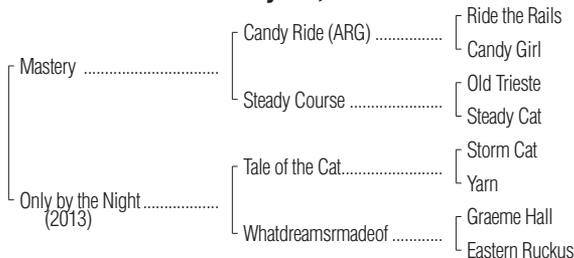 Ride the Rails
Candy Ride (ARG) ................
Candy Girl
Mastery .................................
Old Trieste
Steady Course ......................
Steady Cat
Storm Cat
Tale of the Cat........................
Yarn
Only by the Night ..................
(2013)
Graeme Hall
Whatdreamsrmadeof ............
Eastern Ruckus